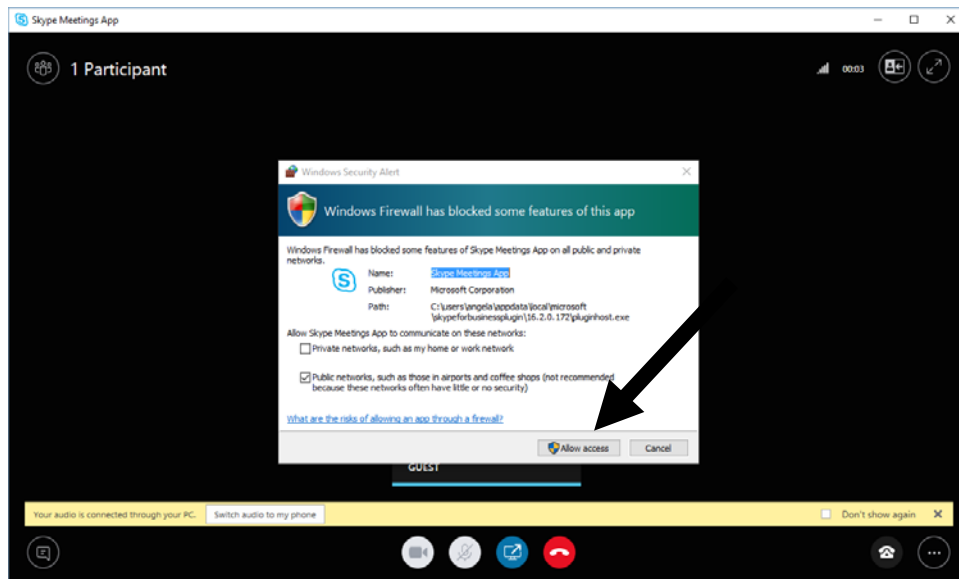 Skype Meetings App
1 Participant
00:03
Windows Security Alert
Windows Firewall has blocked some features of this app
Windows Firewall has blocked some features of Skype Meetings App on all public and private
networks.
Name: Skype Meetings App
Publisher: Microsoft Corporation
Path: C:\users\angela\appdata\local\microsoft
\skypeforbusinessplugin\16.2.0.172\pluginhost.exe
Allow Skype Meetings App to communicate on these networks:
Private networks, such as my home or work network
Public networks, such as those in airports and coffee shops (not recommended
because these networks often have little or no security)
What are the risks of allowing an app through a firewall?
Allow access Cancel
GUEST
Your audio is connected through your PC. Switch audio to my phone Don't show again